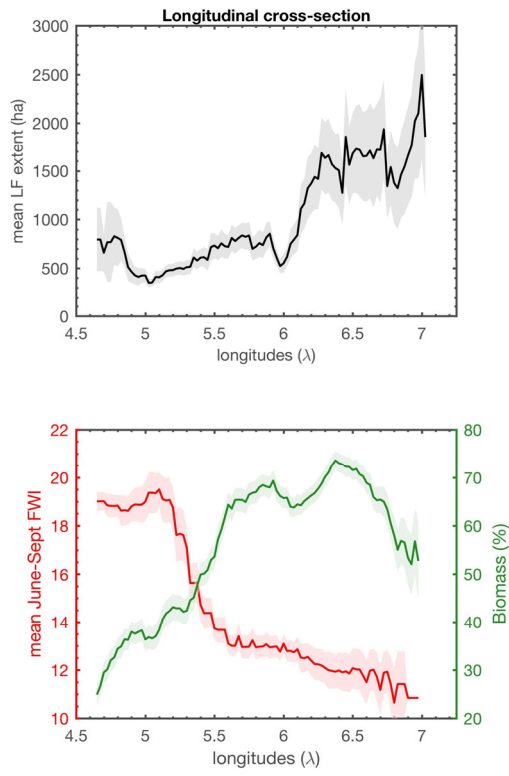 Longitudinal cross-section
3000
2500
2000
1500
1000
500
0
mean LF extent (ha)
4.5 5 5.5 6 6.5 7
longitudes (λ)
22
20
18
16
14
12
10
mean June-Sept FWI
80
70
60
50
40
30
20
Biomass (%)
4.5 5 5.5 6 6.5 7
longitudes (λ)